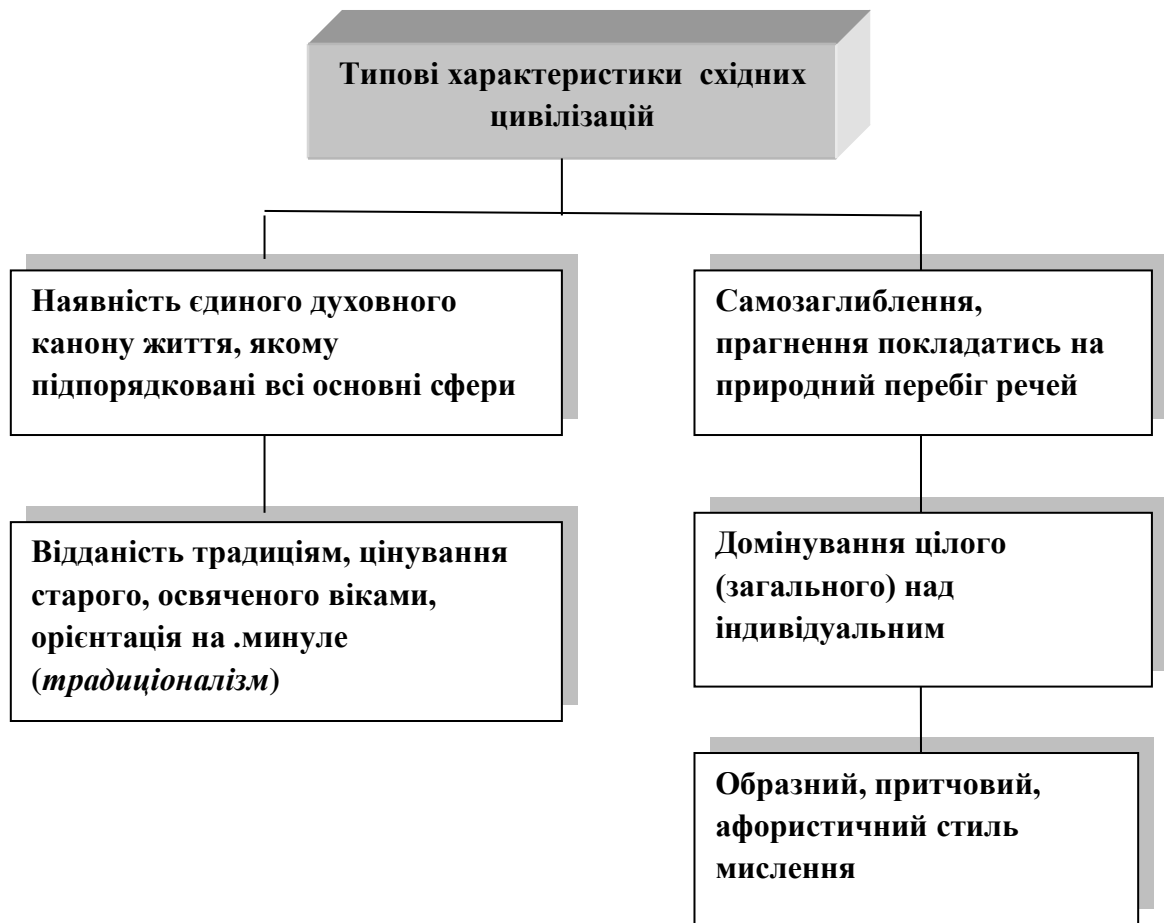 Типові характеристики східних
цивілізацій
Наявність єдиного духовного
канону життя, якому
підпорядковані всі основні сфери
Самозаглиблення,
прагнення покладатись на
природний перебіг речей
Відданість традиціям, цінування
старого, освяченого віками,
орієнтація на .минуле
(традиціоналізм)
Домінування цілого
(загального) над
індивідуальним
Образний, притчовий,
афористичний стиль
мислення